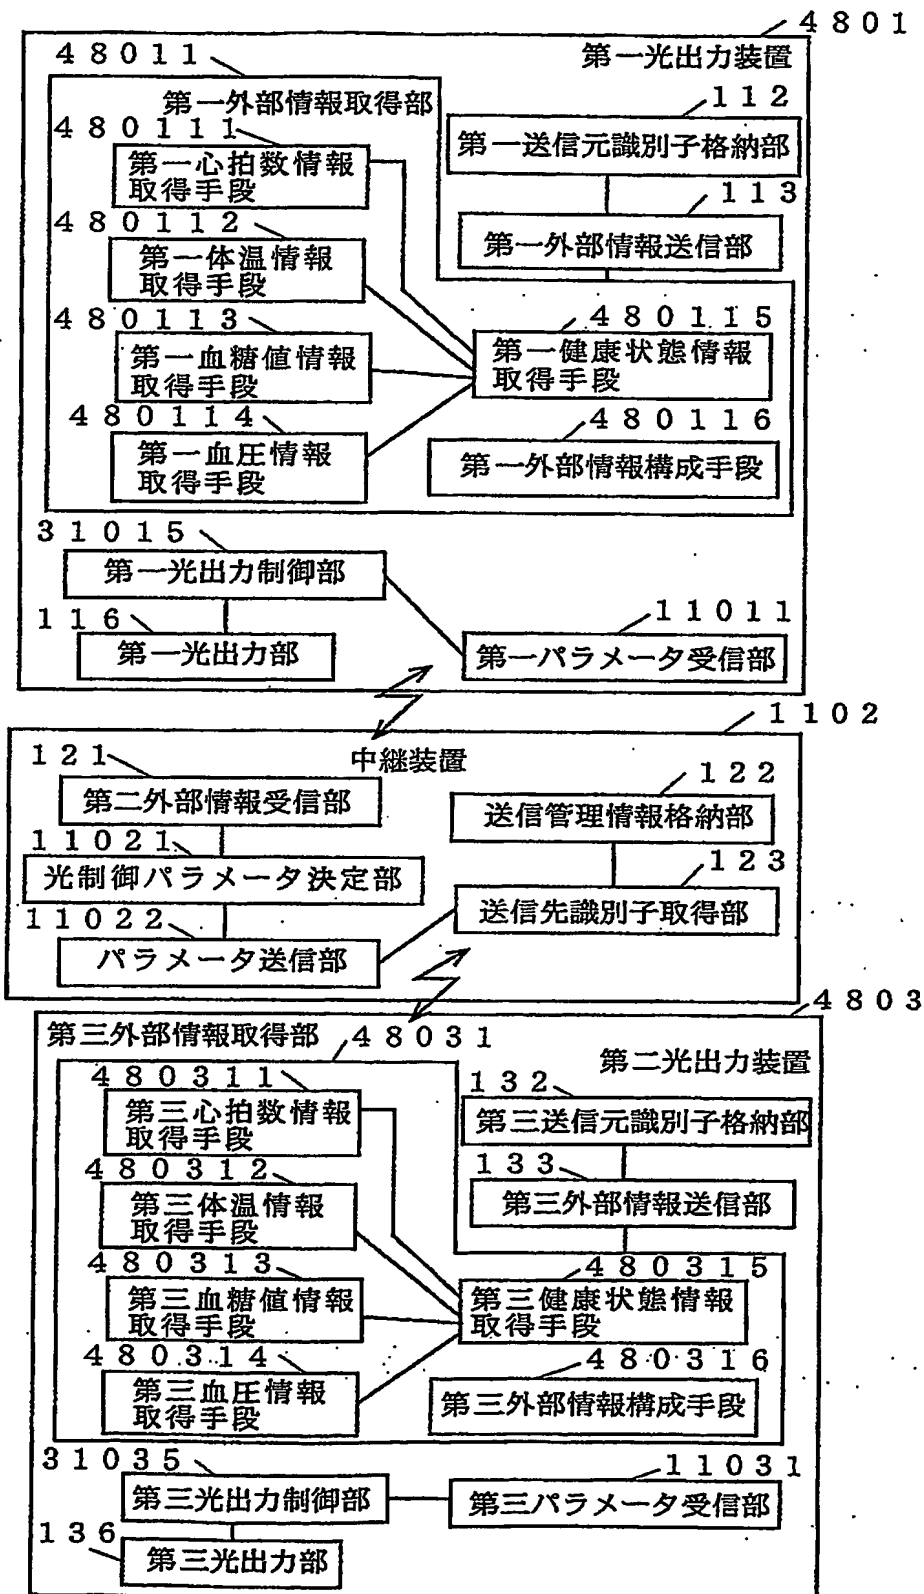 4801
48011
第一光出力装置
第一外部情報取得部
112
480111
第一送信元識別子格納部
第一心拍数情報
取得手段
113
480112
第一外部情報送信部
第一体温情報
取得手段
480113
480115
第一血糖値情報
取得手段
第一健康状態情報
取得手段
480114
480116
第一血圧情報
取得手段
第一外部情報構成手段
31015
第一光出力制御部
116
11011
第一光出力部
第一パラメータ受信部
1102
121
中継装置
122
第二外部情報受信部
送信管理情報格納部
11021
123
光制御パラメータ決定部
送信先識別子取得部
11022
パラメータ送信部
4803
第三外部情報取得部
48031
第二光出力装置
480311
132
第三心拍数情報
取得手段
第三送信元識別子格納部
480312
133
第三体温情報
取得手段
第三外部情報送信部
480313
480315
第三血糖値情報
取得手段
第三健康状態情報
取得手段
480314
480316
第三血圧情報
取得手段
第三外部情報構成手段
31035
11031
第三光出力制御部
第三パラメータ受信部
136
第三光出力部